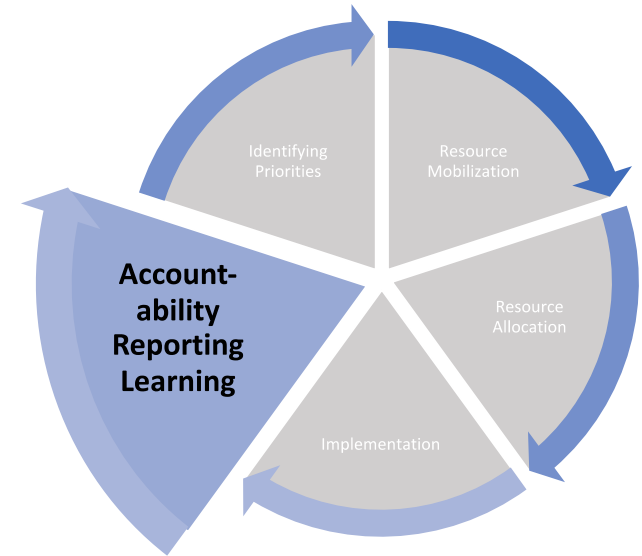 Identifying
Priorities
Resource
Mobilization
Resource
Allocation
Implementation
Account-
ability
Reporting
Learning